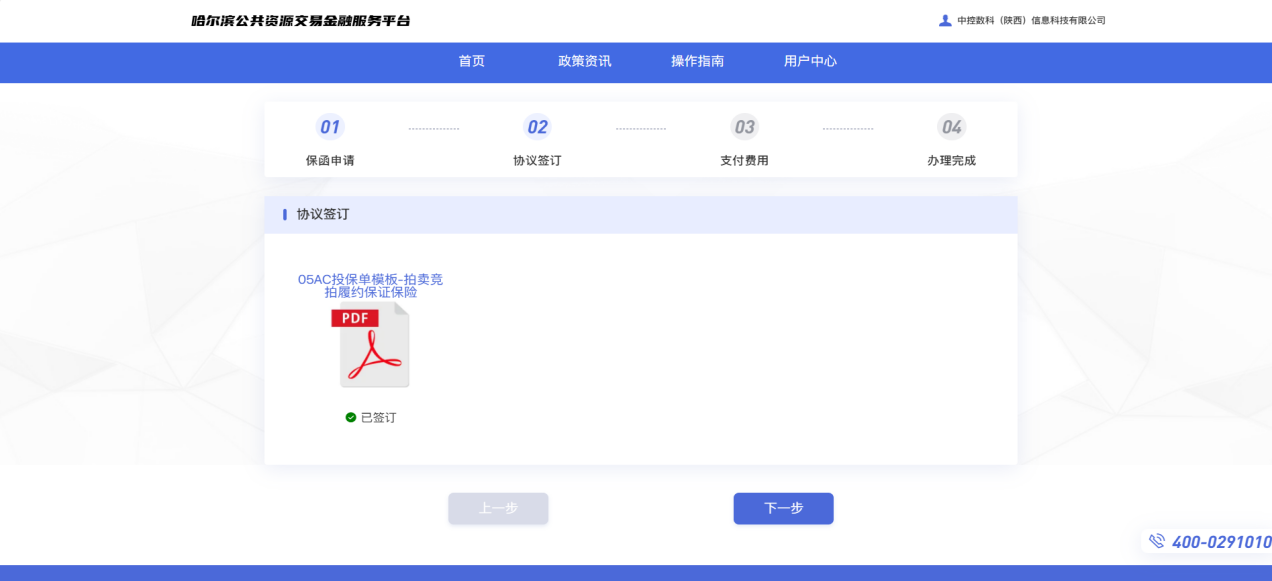 哈尔滨公共资源交易金融服务平台
中控数科（陕西）信息科技有限公司
首页 政策资讯 操作指南 用户中心
01 02 03 04
保函申请 协议签订 支付费用 办理完成
协议签订
05AC投保单模板-拍卖竞
拍履约保证保险
PDF
已签订
上一步 下一步
400-0291010